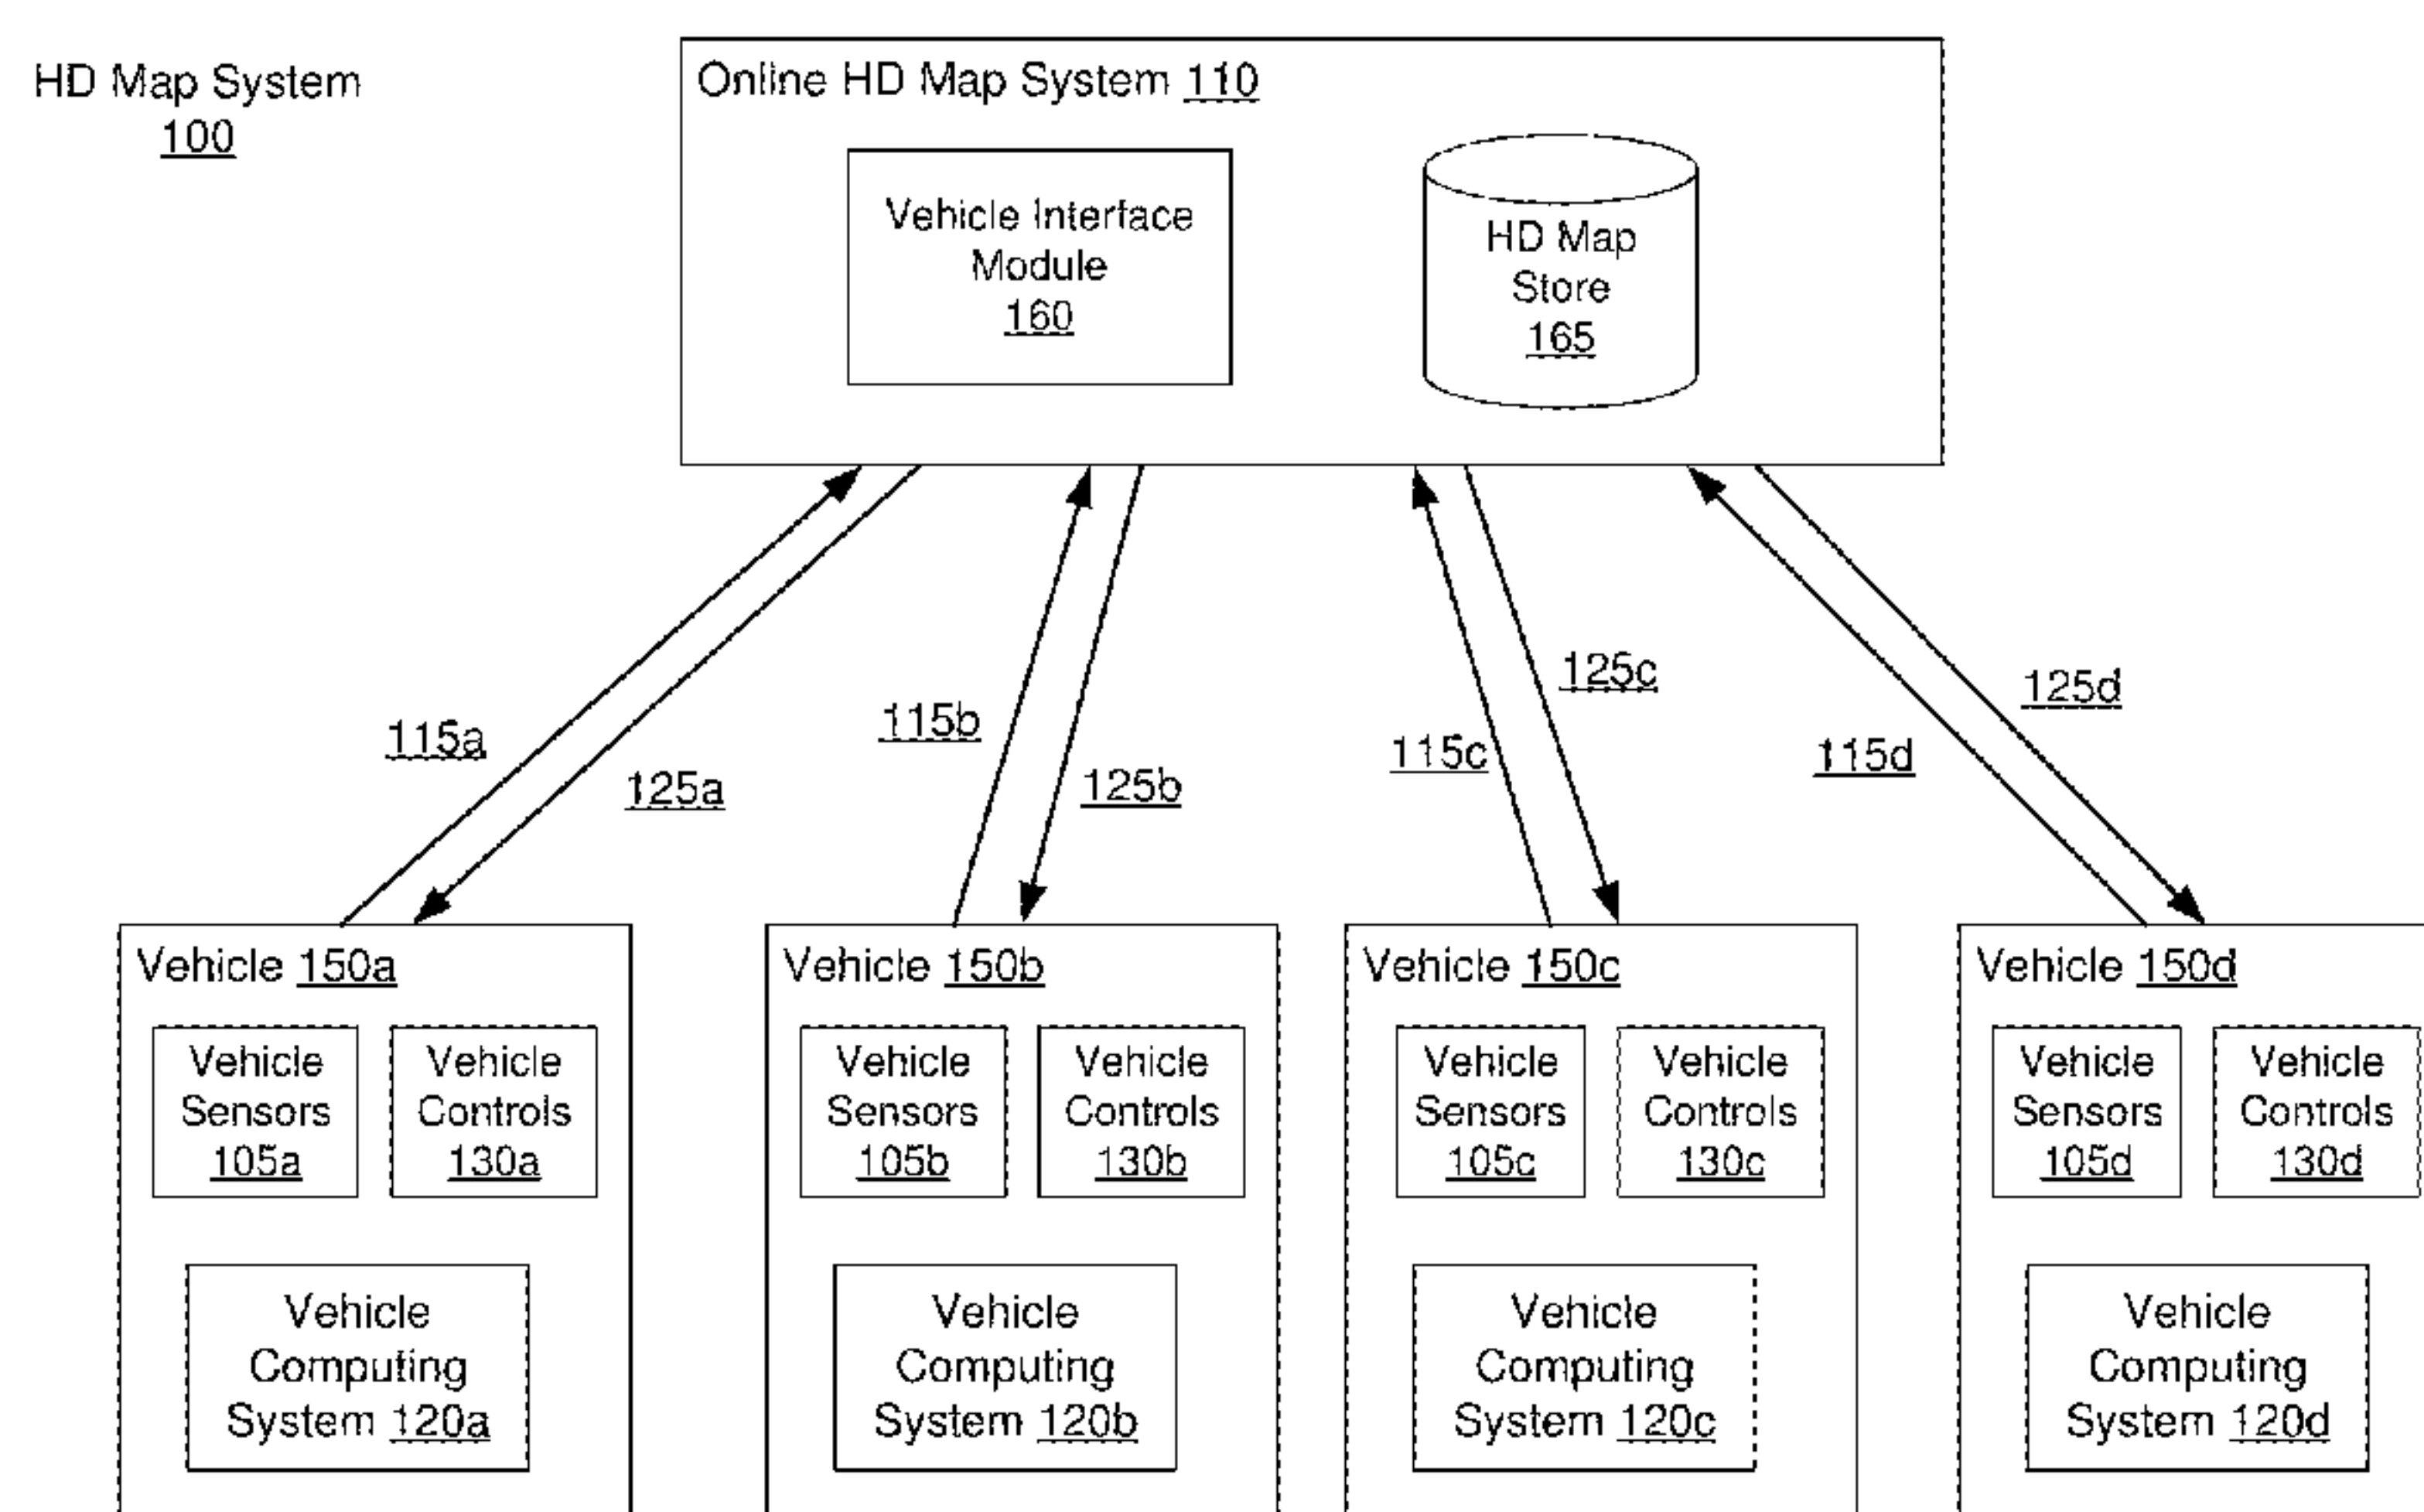 HD Map System
100
Online HD Map System 110
Vehicle Interface
Module
160
HD Map
Store
165
115a
125a
115b
125b
115c
125c
115d
125d
Vehicle 150a
Vehicle
Sensors
105a
Vehicle
Controls
130a
Vehicle
Computing
System 120a
Vehicle 150b
Vehicle
Sensors
105b
Vehicle
Controls
130b
Vehicle
Computing
System 120b
Vehicle 150c
Vehicle
Sensors
105c
Vehicle
Controls
130c
Vehicle
Computing
System 120c
Vehicle 150d
Vehicle
Sensors
105d
Vehicle
Controls
130d
Vehicle
Computing
System 120d